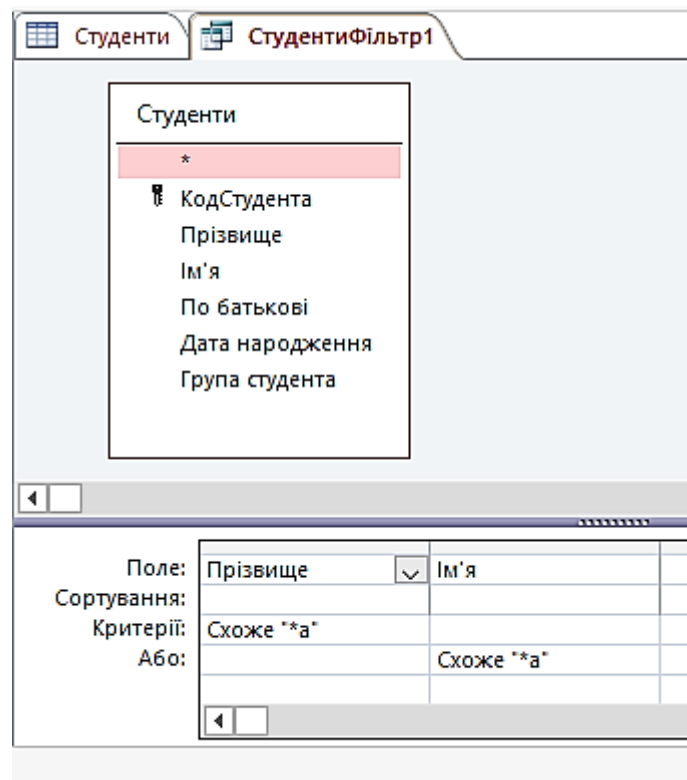 Студенти СтудентиФільтр1
Студенти
*
КодСтудента
Прізвище
Ім'я
По батькові
Дата народження
Група студента
Поле: Прізвище Ім'я
Сортування:
Критерії: Схоже "*а"
Або: Схоже "*а"